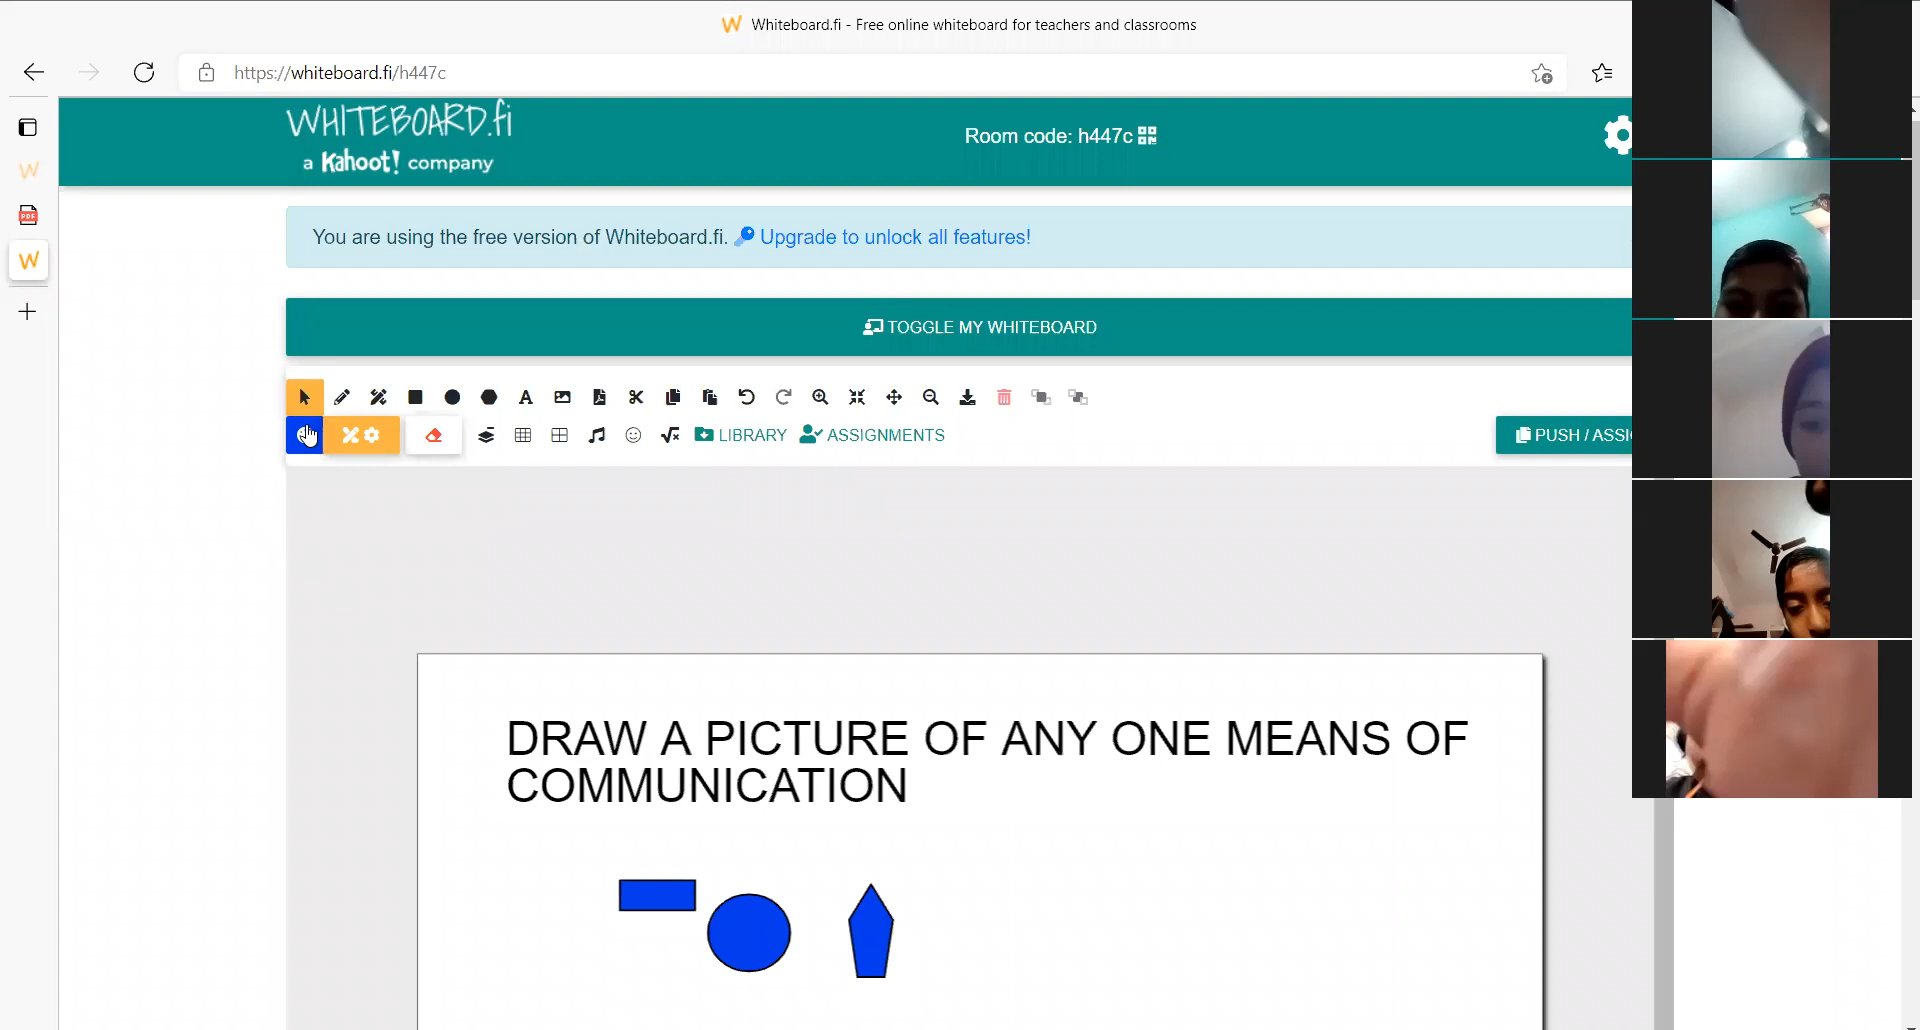 Whiteboard.fi - Free online whiteboard for teachers and classrooms
https://whiteboard.fi/h447c
WHITEBOARD.fi
a Kahoot! company
Room code: h447c
You are using the free version of Whiteboard.fi. Upgrade to unlock all features!
TOGGLE MY WHITEBOARD
LIBRARY ASSIGNMENTS
PUSH / ASSI
DRAW A PICTURE OF ANY ONE MEANS OF
COMMUNICATION